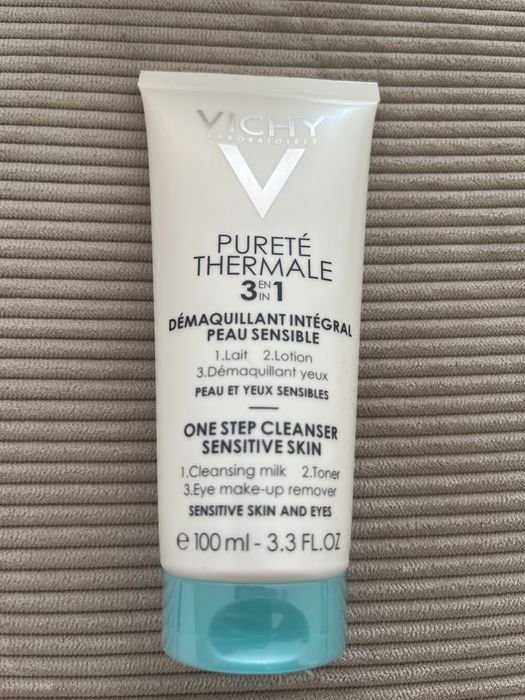 VICHY
LABORATOIRES
V
PURETÉ
THERMALE
3 EN IN 1
DÉMAQUILLANT INTÉGRAL
PEAU SENSIBLE
1.Lait 2.Lotion
3.Démaquillant yeux
PEAU ET YEUX SENSIBLES
ONE STEP CLEANSER
SENSITIVE SKIN
1.Cleansing milk 2.Toner
3.Eye make-up remover
SENSITIVE SKIN AND EYES
e 100 ml - 3.3 FL.OZ